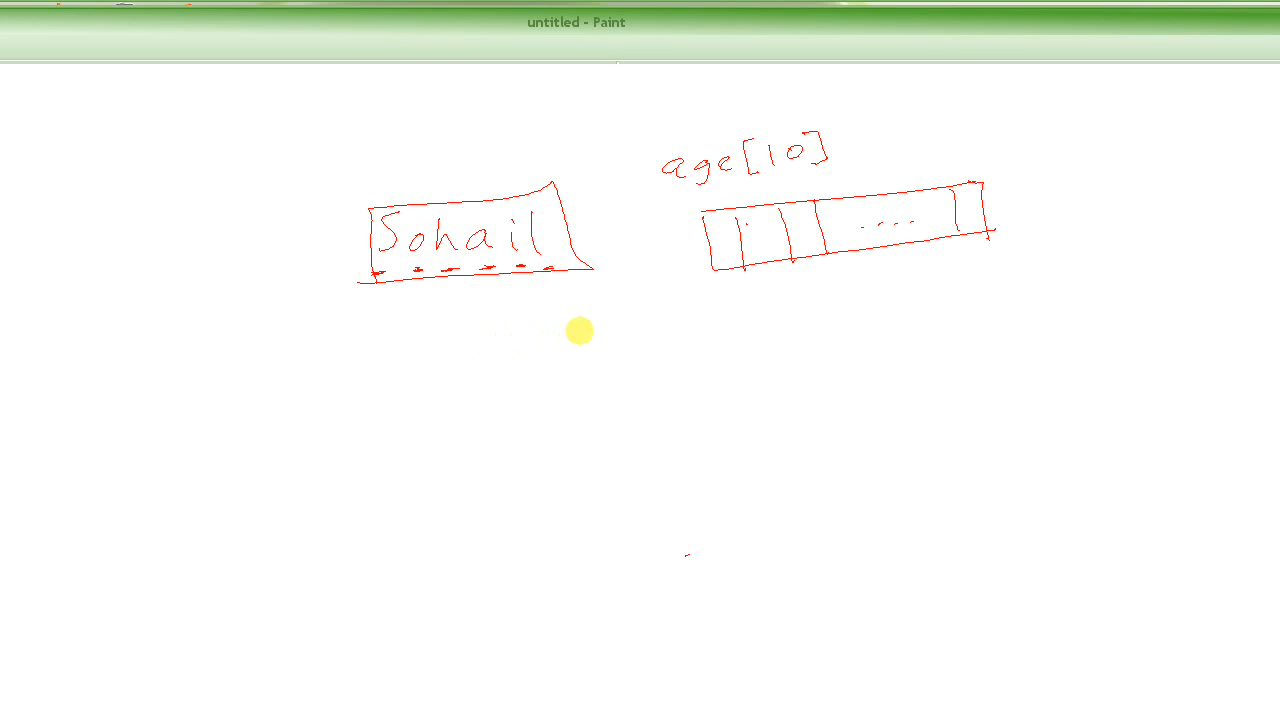 untitled - Paint
age[10]
Sohail
....